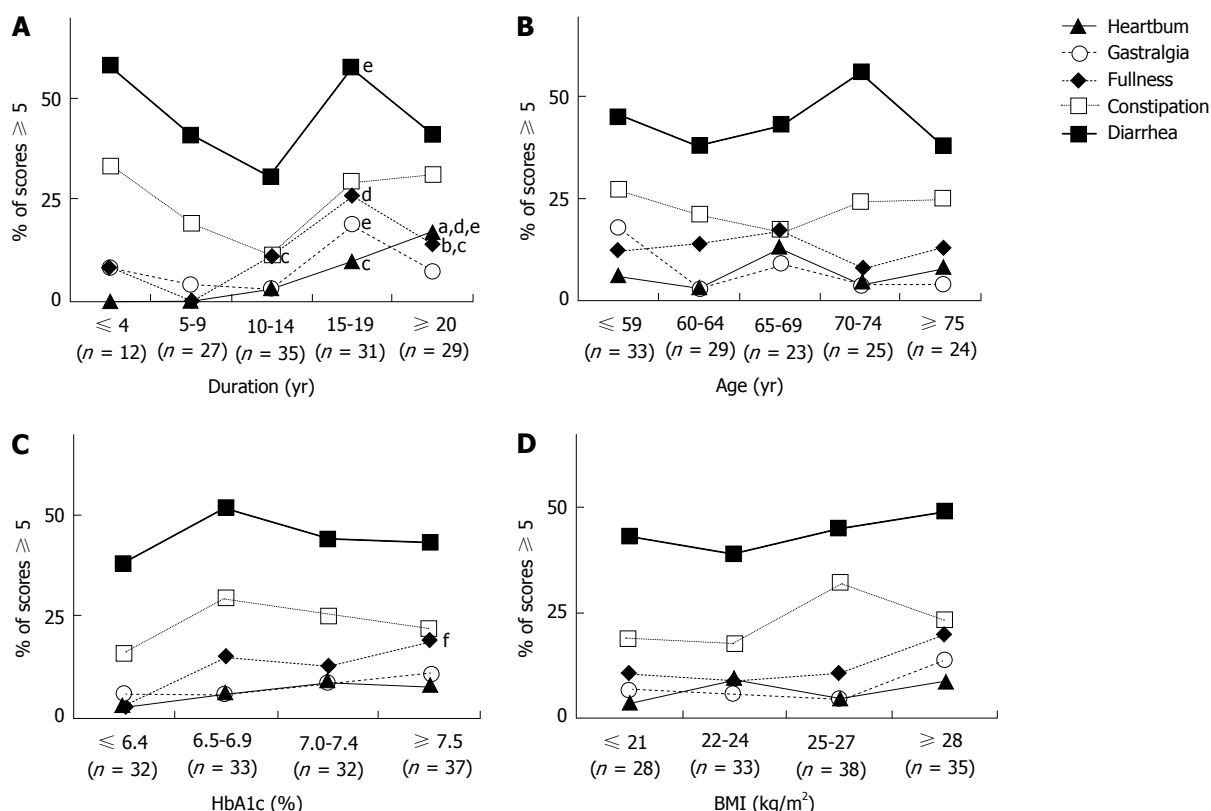 A
% of scores ⩾ 5
50
25
0
e
d
e
c
c
a,d,e
b,c
⩽ 4 5-9 10-14 15-19 ⩾ 20
(n = 12) (n = 27) (n = 35) (n = 31) (n = 29)
Duration (yr)
B
% of scores ⩾ 5
50
25
0
⩽ 59 60-64 65-69 70-74 ⩾ 75
(n = 33) (n = 29) (n = 23) (n = 25) (n = 24)
Age (yr)
Heartbum
Gastralgia
Fullness
Constipation
Diarrhea
C
% of scores ⩾ 5
50
25
0
f
⩽ 6.4 6.5-6.9 7.0-7.4 ⩾ 7.5
(n = 32) (n = 33) (n = 32) (n = 37)
HbA1c (%)
D
% of scores ⩾ 5
50
25
0
⩽ 21 22-24 25-27 ⩾ 28
(n = 28) (n = 33) (n = 38) (n = 35)
BMI (kg/m²)